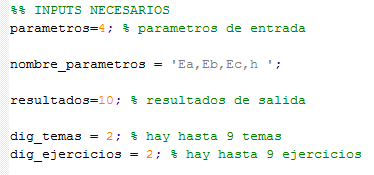 %% INPUTS NECESARIOS
parametros=4; % parametros de entrada
nombre_parametros = 'Ea,Eb,Ec,h ';
resultados=10; % resultados de salida
dig_temas = 2; % hay hasta 9 temas
dig_ejercicios = 2; % hay hasta 9 ejercicios